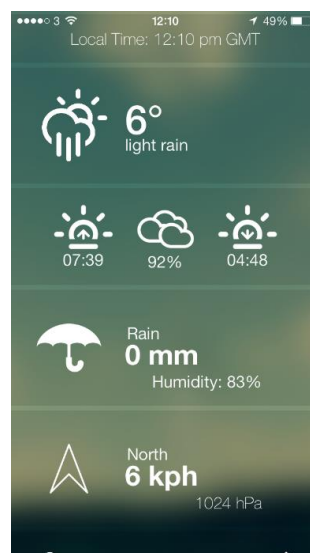 3 12:10 49%
Local Time: 12:10 pm GMT
6°
light rain
07:39 92% 04:48
Rain
0 mm
Humidity: 83%
North
6 kph
1024 hPa